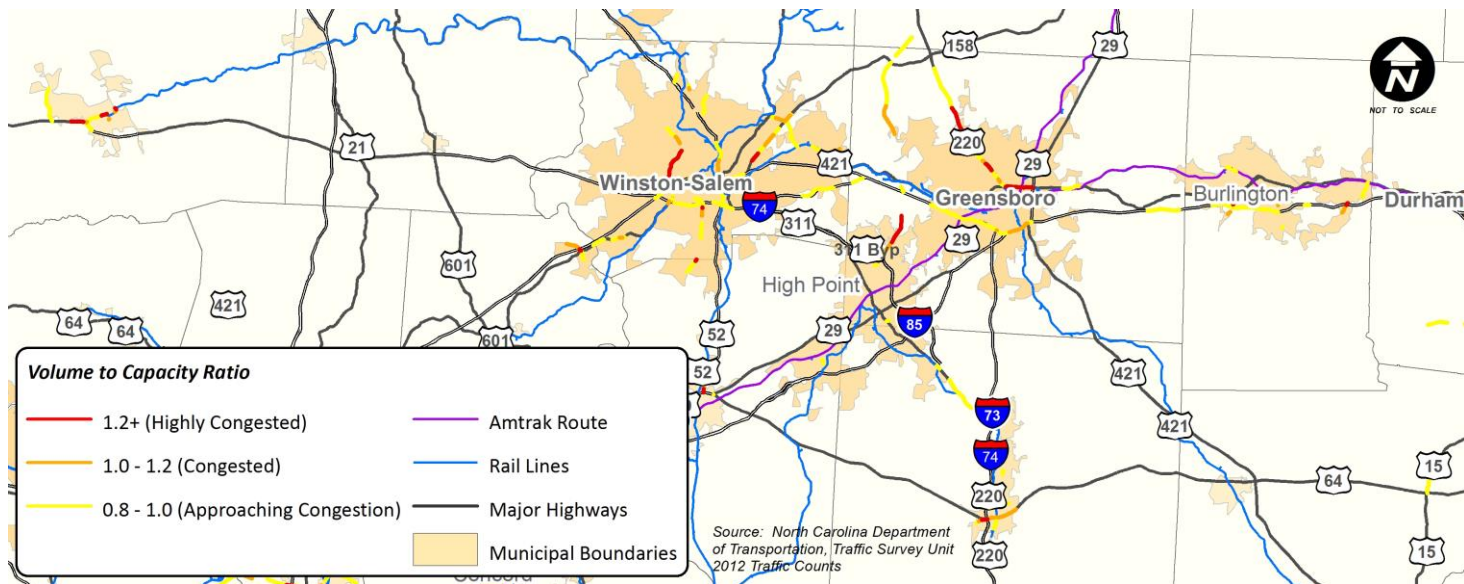 158
29
N
NOT TO SCALE
21
220
29
421
Winston-Salem
Greensboro
Burlington
Durham
74
311
29
311 Byp
601
High Point
421
85
64
64
52
29
601
52
421
73
421
74
15
64
220
15
220
Volume to Capacity Ratio
1.2+ (Highly Congested)
Amtrak Route
1.0 - 1.2 (Congested)
Rail Lines
0.8 - 1.0 (Approaching Congestion)
Major Highways
Municipal Boundaries
Source: North Carolina Department
of Transportation, Traffic Survey Unit
2012 Traffic Counts